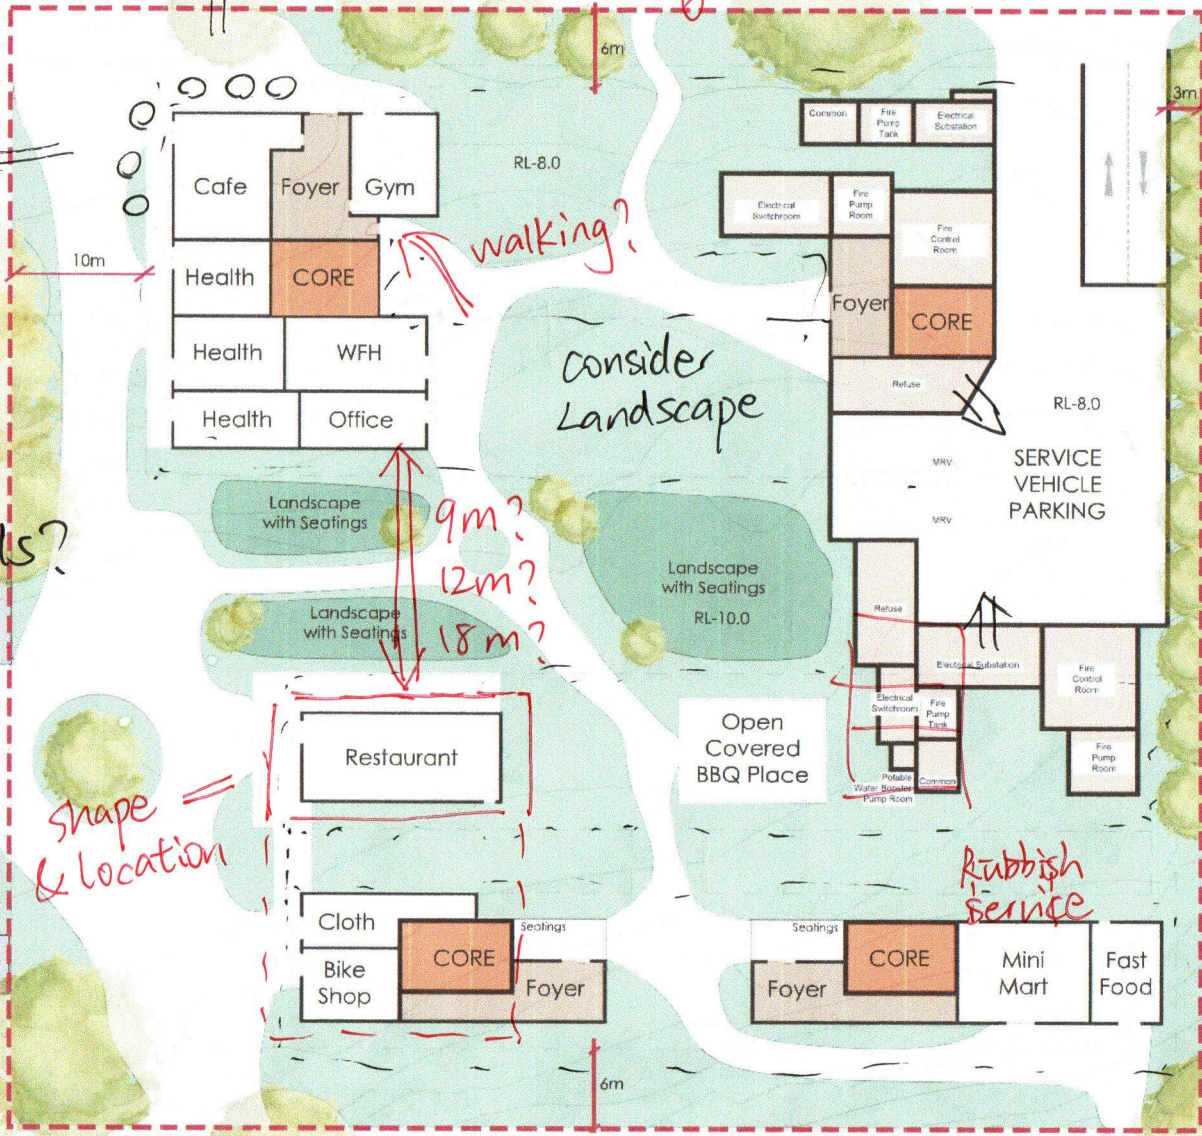 6m
3m
Common
Fire
Pump
Tank
Electrical
Substation
RL-8.0
Cafe
Foyer
Gym
Electrical
Switchroom
Fire
Pump
Room
Fire
Control
Room
walking?
10m
Health
CORE
Foyer
CORE
Health
WFH
consider
Landscape
Refuse
RL-8.0
Health
Office
MRV
SERVICE
VEHICLE
PARKING
MRV
Landscape
with Seatings
9m?
12m?
18m?
Landscape
with Seatings
RL-10.0
Landscape
with Seatings
Refuse
Electrical Substation
Fire
Control
Room
Electrical
Switchroom
Fire
Pump
Tank
Restaurant
Open
Covered
BBQ Place
Fire
Pump
Room
Potable
Water Booster
Pump Room
Common
shape
& location
Rubbish
service
Cloth
CORE
Seatings
Bike
Shop
Foyer
Seatings
CORE
Foyer
Mini
Mart
Fast
Food
6m